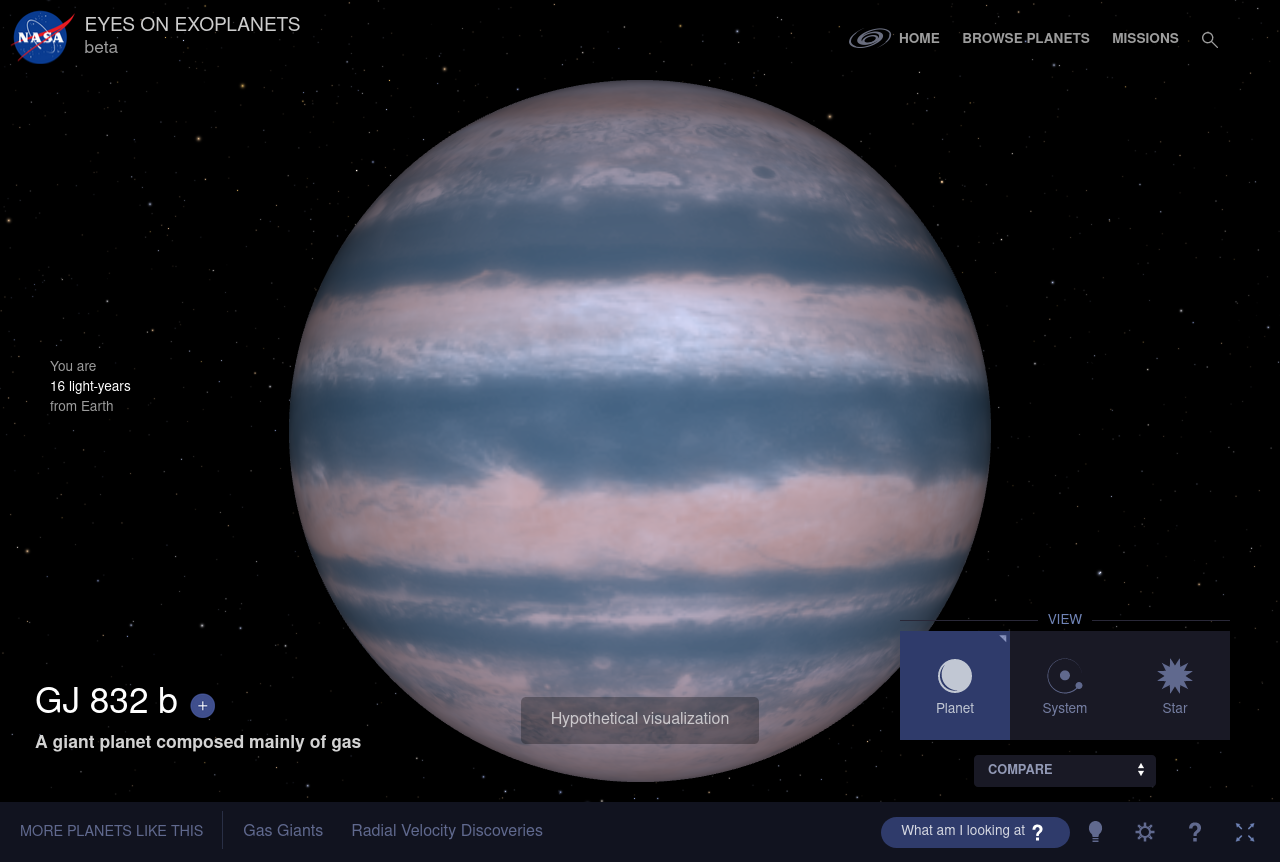 NASA
EYES ON EXOPLANETS
beta
HOME
BROWSE PLANETS
MISSIONS
You are
16 light-years
from Earth
GJ 832 b +
A giant planet composed mainly of gas
Hypothetical visualization
VIEW
Planet
System
Star
COMPARE
MORE PLANETS LIKE THIS
Gas Giants
Radial Velocity Discoveries
What am I looking at ?
?